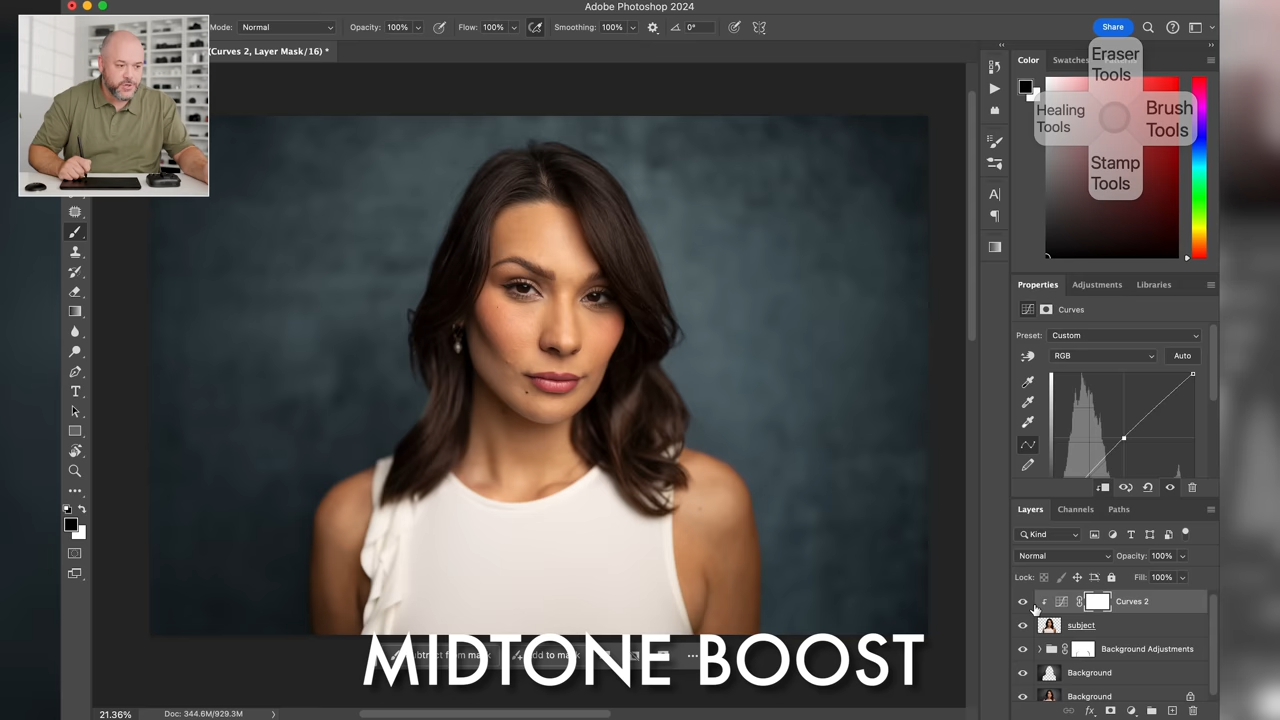 Adobe Photoshop 2024
Mode: Normal Opacity: 100% Flow: 100% Smoothing: 100% 0° Share
(Curves 2, Layer Mask/16) *
Color Swatches
Eraser
Tools
Healing
Tools
Brush
Tools
Stamp
Tools
Properties Adjustments Libraries
Curves
Preset: Custom
RGB Auto
Layers Channels Paths
Kind
Normal Opacity: 100%
Lock: Fill: 100%
Curves 2
subject
Background Adjustments
Background
Background
fx
MIDTONE BOOST
21.36% Doc: 344.6M/929.3M